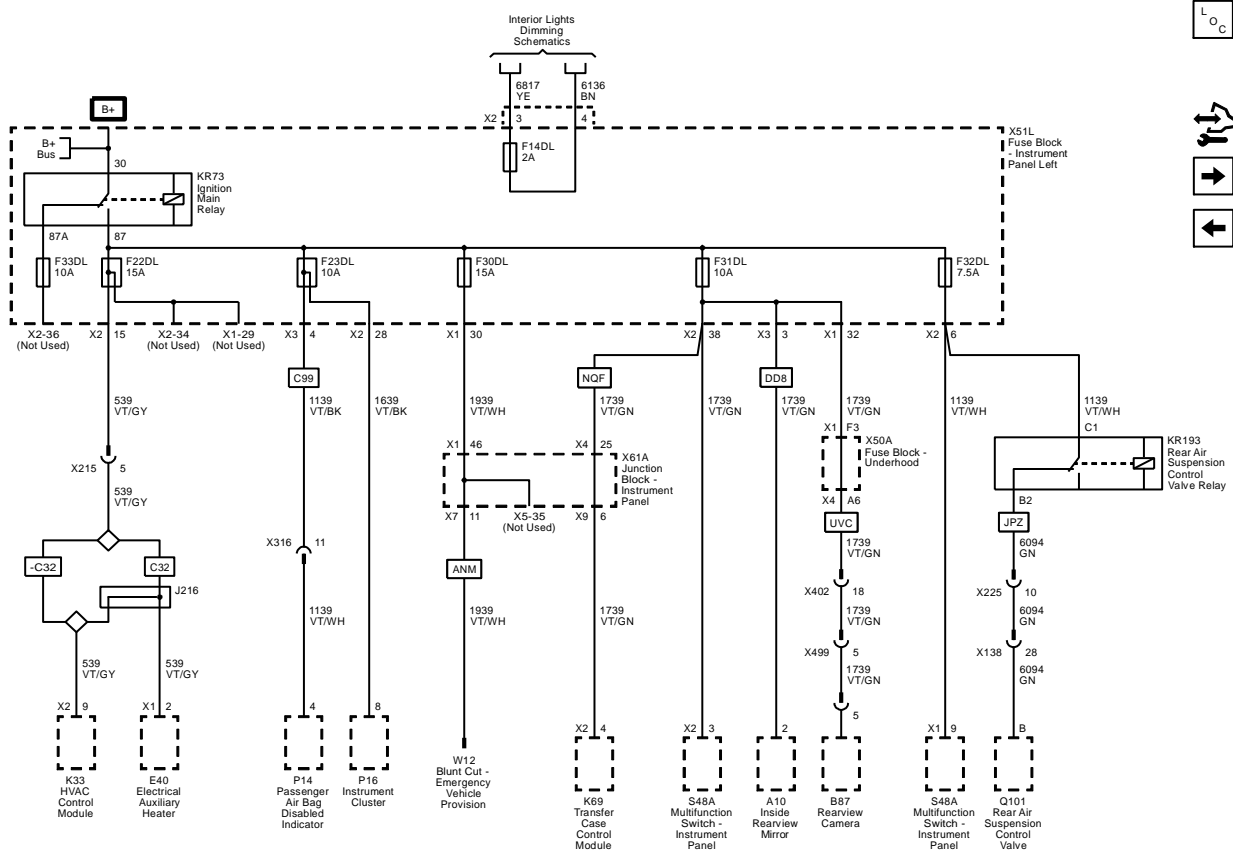 Interior Lights
Dimming
Schematics
L
O
C
6817
YE
6136
BN
B+
X2 3 4
B+
Bus
F14DL
2A
X51L
Fuse Block
- Instrument
Panel Left
30
KR73
Ignition
Main
Relay
87A 87
F33DL
10A
F22DL
15A
F23DL
10A
F30DL
15A
F31DL
10A
F32DL
7.5A
X2-36
(Not Used)
X2 15
X2-34
(Not Used)
X1-29
(Not Used)
X3 4
X2 28
X1 30
X2 38
X3 3
X1 32
X2 6
C99
NQF
DD8
539
VT/GY
1139
VT/BK
1639
VT/BK
1939
VT/WH
1739
VT/GN
1739
VT/GN
1739
VT/GN
1739
VT/GN
1139
VT/WH
1139
VT/WH
C1
X1 F3
X50A
Fuse Block -
Underhood
KR193
Rear Air
Suspension
Control
Valve Relay
X1 46
X4 25
X61A
Junction
Block -
Instrument
Panel
X215 5
539
VT/GY
X4 A6
B2
X7 11
X5-35
(Not Used)
X9 6
UVC
JPZ
X316 11
1739
VT/GN
6094
GN
-C32
C32
ANM
J216
X402 18
X225 10
1139
VT/WH
1939
VT/WH
1739
VT/GN
1739
VT/GN
6094
GN
X499 5
X138 28
539
VT/GY
539
VT/GY
1739
VT/GN
6094
GN
X2 9
X1 2
4
8
X2 4
X2 3
2
5
X1 9
B
K33
HVAC
Control
Module
E40
Electrical
Auxiliary
Heater
P14
Passenger
Air Bag
Disabled
Indicator
P16
Instrument
Cluster
W12
Blunt Cut -
Emergency
Vehicle
Provision
K69
Transfer
Case
Control
Module
S48A
Multifunction
Switch -
Instrument
Panel
A10
Inside
Rearview
Mirror
B87
Rearview
Camera
S48A
Multifunction
Switch -
Instrument
Panel
Q101
Rear Air
Suspension
Control
Valve